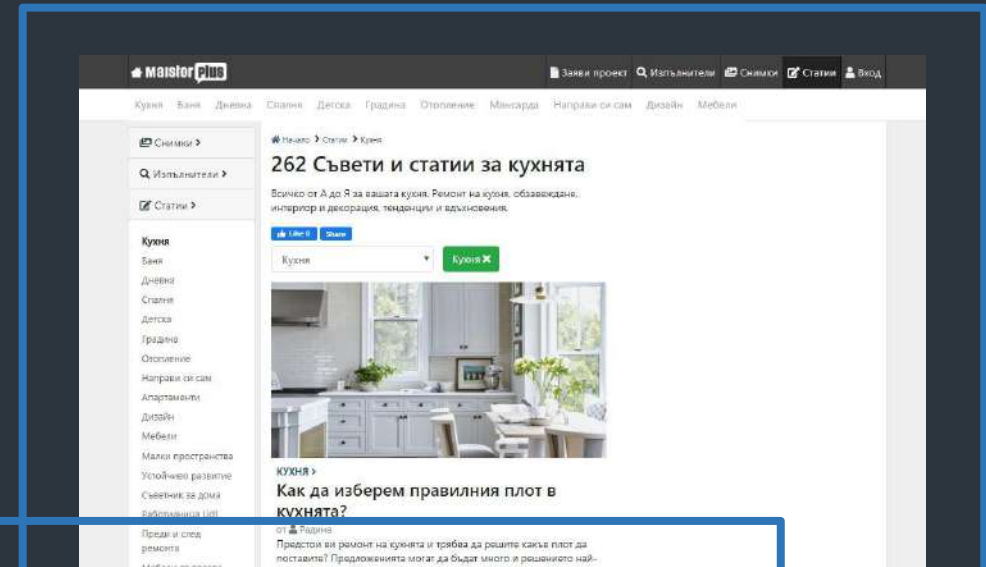 Maistor Plus
Заяви проект Изпълнители Снимки Статии Вход
Кухня Баня Дневна Спалня Детска Градина Отопление Мансарда Направи си сам Дизайн Мебели
Снимки
Изпълнители
Статии
Кухня
Баня
Дневна
Спалня
Детска
Градина
Отопление
Направи си сам
Апартаменти
Дизайн
Мебели
Малки пространства
Устойчиво развитие
Съветник за дома
Работилница Lidl
Преди и след
ремонта
Начало > Статии > Кухня
262 Съвети и статии за кухнята
Всичко от А до Я за вашата кухня. Ремонт на кухня, обзавеждане,
интериор и декорация, тенденции и вдъхновения.
Like 0 Share
Кухня Кухня ✖
КУХНЯ >
Как да изберем правилния плот в
кухнята?
от Радина
Предстои ви ремонт на кухнята и трябва да решите какъв плот да
поставите? Предложенията могат да бъдат много и решението най-